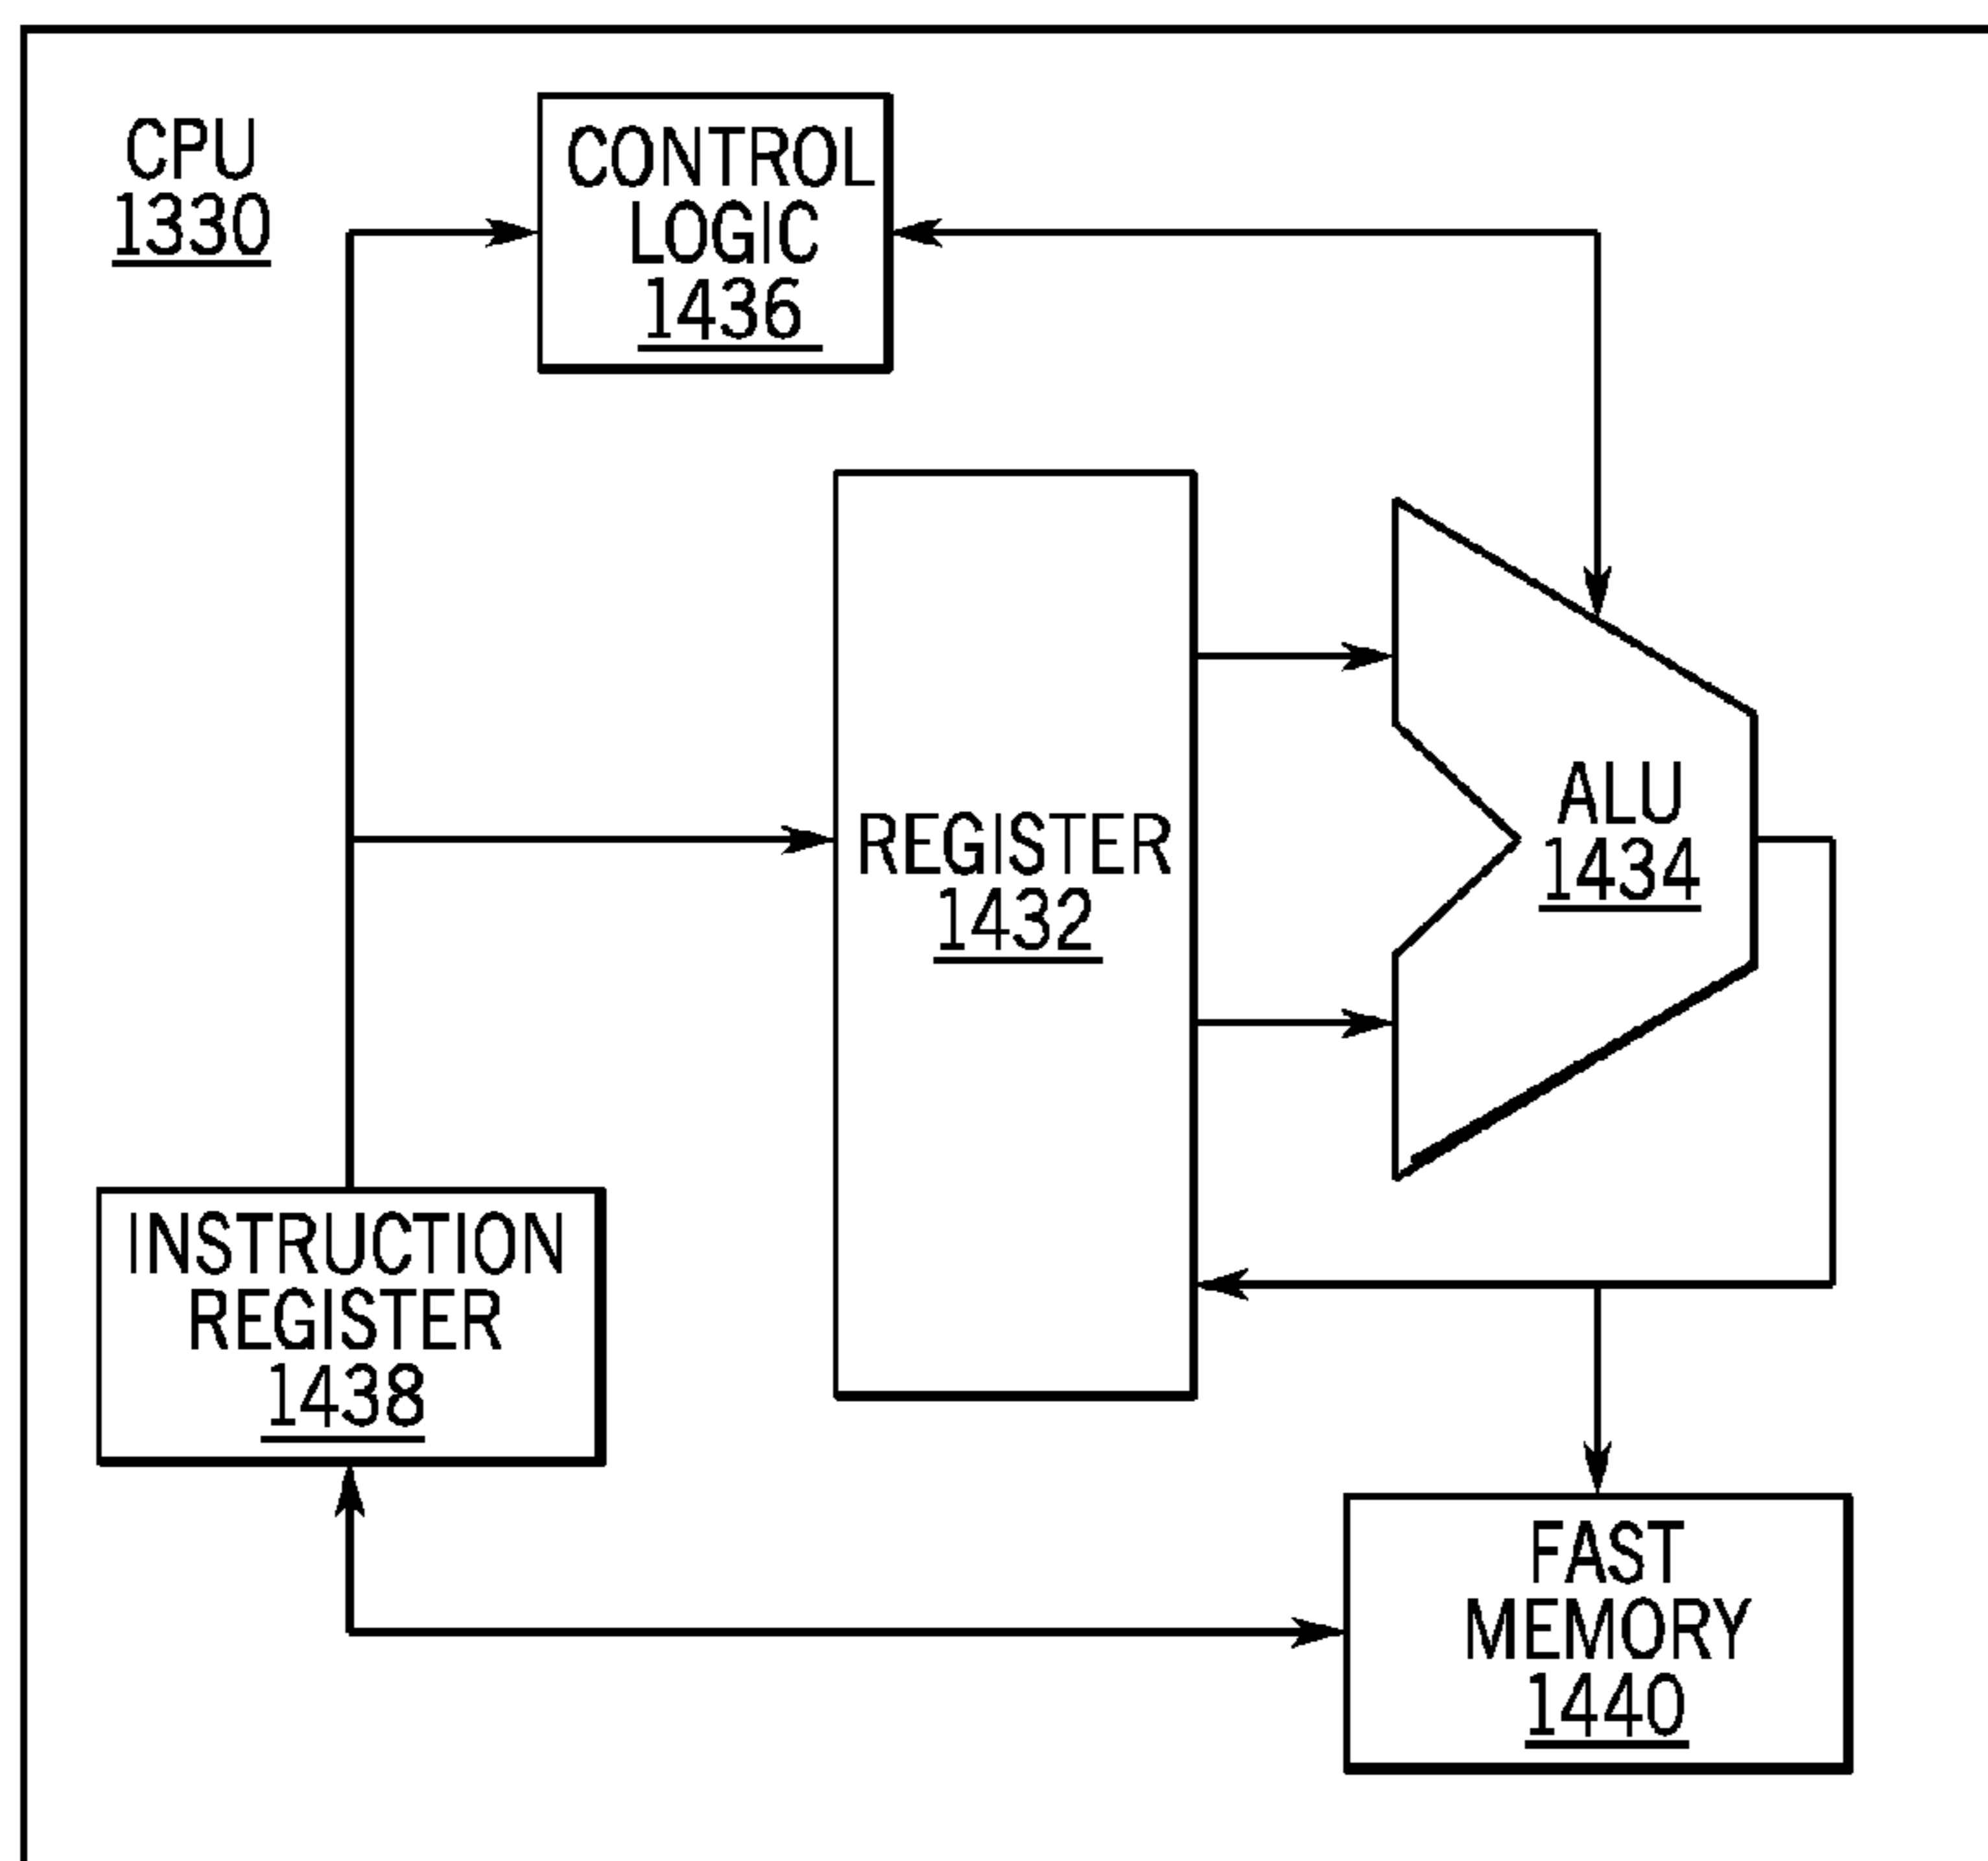 CPU
1330
CONTROL
LOGIC
1436
REGISTER
1432
ALU
1434
INSTRUCTION
REGISTER
1438
FAST
MEMORY
1440